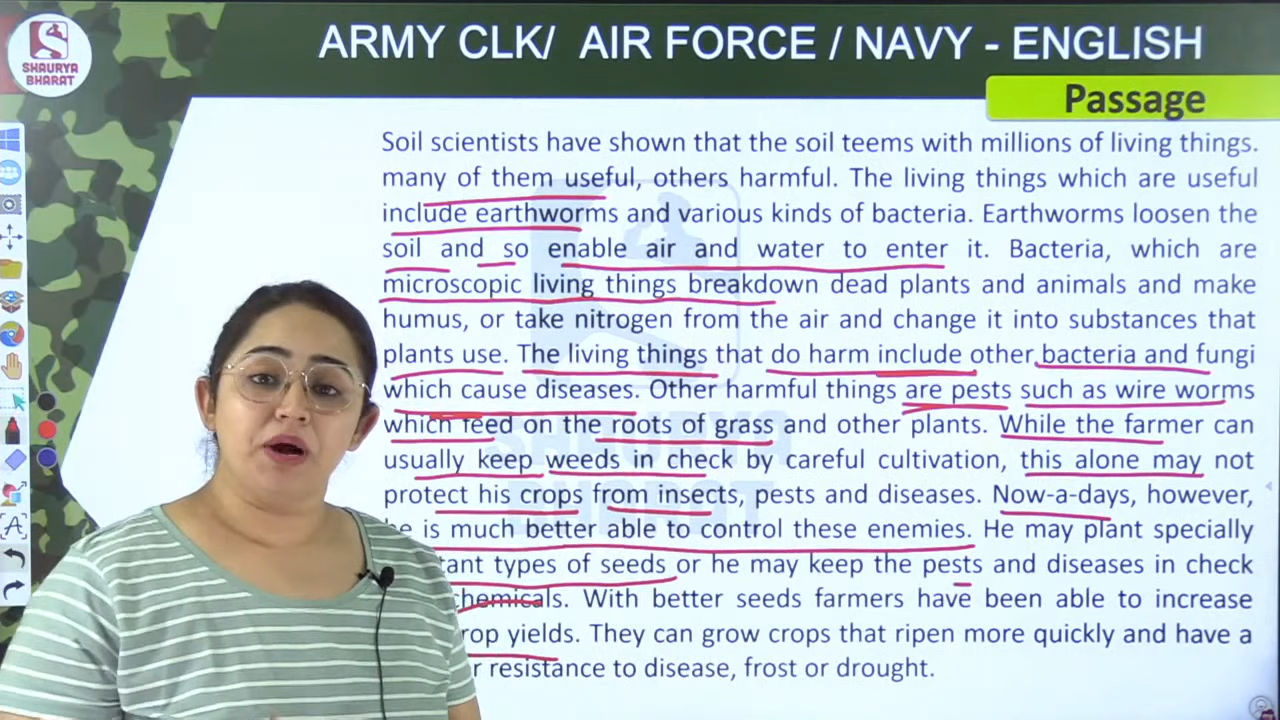 SHAURYA
BHARAT
ARMY CLK/ AIR FORCE / NAVY - ENGLISH
Passage
Soil scientists have shown that the soil teems with millions of living things.
many of them useful, others harmful. The living things which are useful
include earthworms and various kinds of bacteria. Earthworms loosen the
soil and so enable air and water to enter it. Bacteria, which are
microscopic living things breakdown dead plants and animals and make
humus, or take nitrogen from the air and change it into substances that
plants use. The living things that do harm include other bacteria and fungi
which cause diseases. Other harmful things are pests such as wire worms
which feed on the roots of grass and other plants. While the farmer can
usually keep weeds in check by careful cultivation, this alone may not
protect his crops from insects, pests and diseases. Now-a-days, however,
is much better able to control these enemies. He may plant specially
types of seeds or he may keep the pests and diseases in check
chemicals. With better seeds farmers have been able to increase
yields. They can grow crops that ripen more quickly and have a
resistance to disease, frost or drought.
SHAURYA
BHARAT